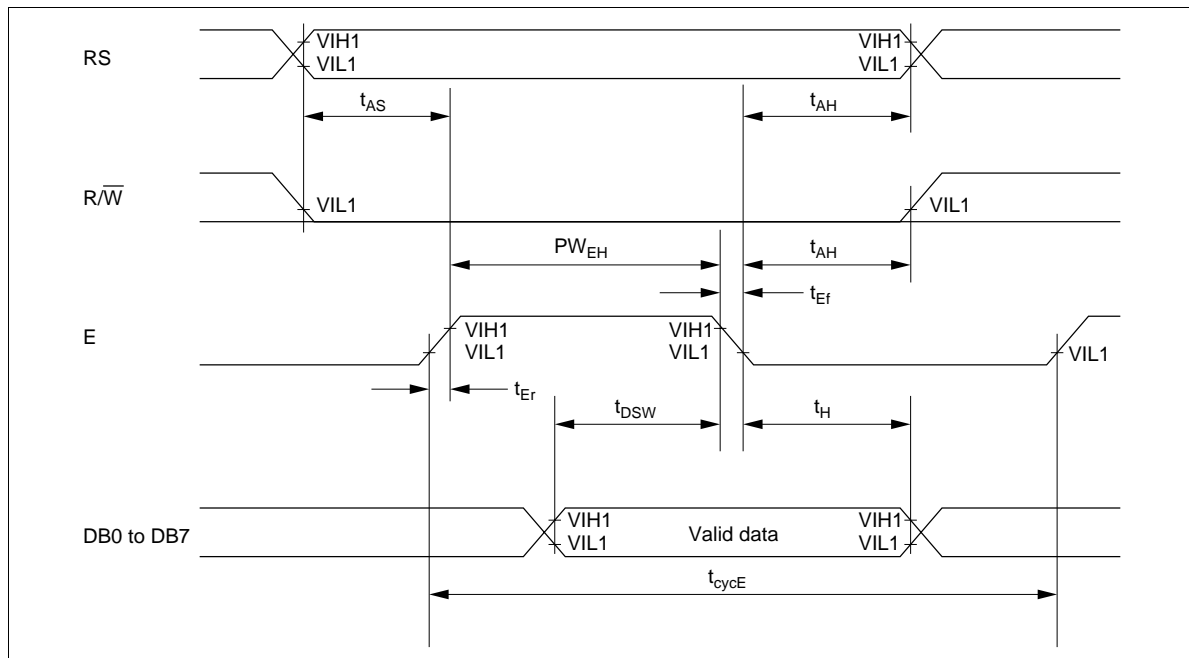 RS
VIH1
VIL1
VIH1
VIL1
tAS
tAH
R/W̅
VIL1
VIL1
PWEH
tAH
tEf
E
VIH1
VIL1
VIH1
VIL1
VIL1
tEr
tDSW
tH
DB0 to DB7
VIH1
VIL1
Valid data
VIH1
VIL1
tcycE